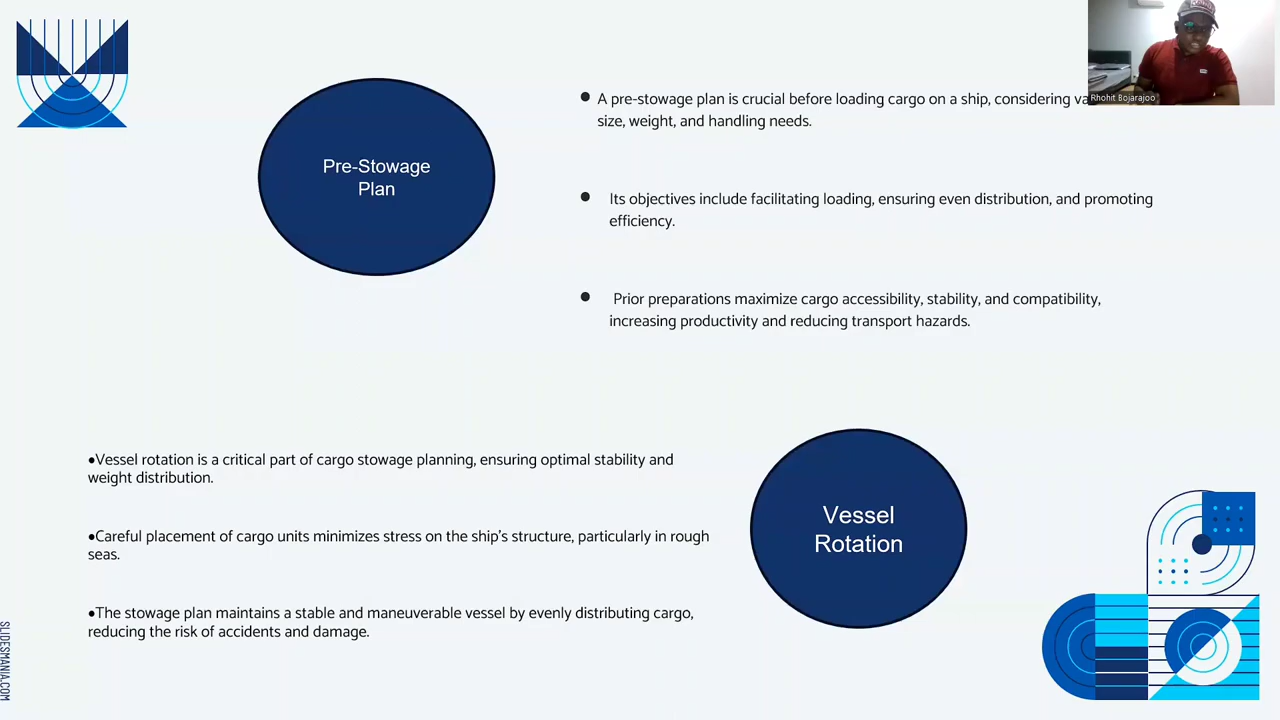 Pre-Stowage
Plan
● A pre-stowage plan is crucial before loading cargo on a ship, considering
size, weight, and handling needs.
● Its objectives include facilitating loading, ensuring even distribution, and promoting
efficiency.
● Prior preparations maximize cargo accessibility, stability, and compatibility,
increasing productivity and reducing transport hazards.
Rhohit Bojarajoo
•Vessel rotation is a critical part of cargo stowage planning, ensuring optimal stability and
weight distribution.
•Careful placement of cargo units minimizes stress on the ship's structure, particularly in rough
seas.
•The stowage plan maintains a stable and maneuverable vessel by evenly distributing cargo,
reducing the risk of accidents and damage.
Vessel
Rotation
SLIDESMANIA.COM